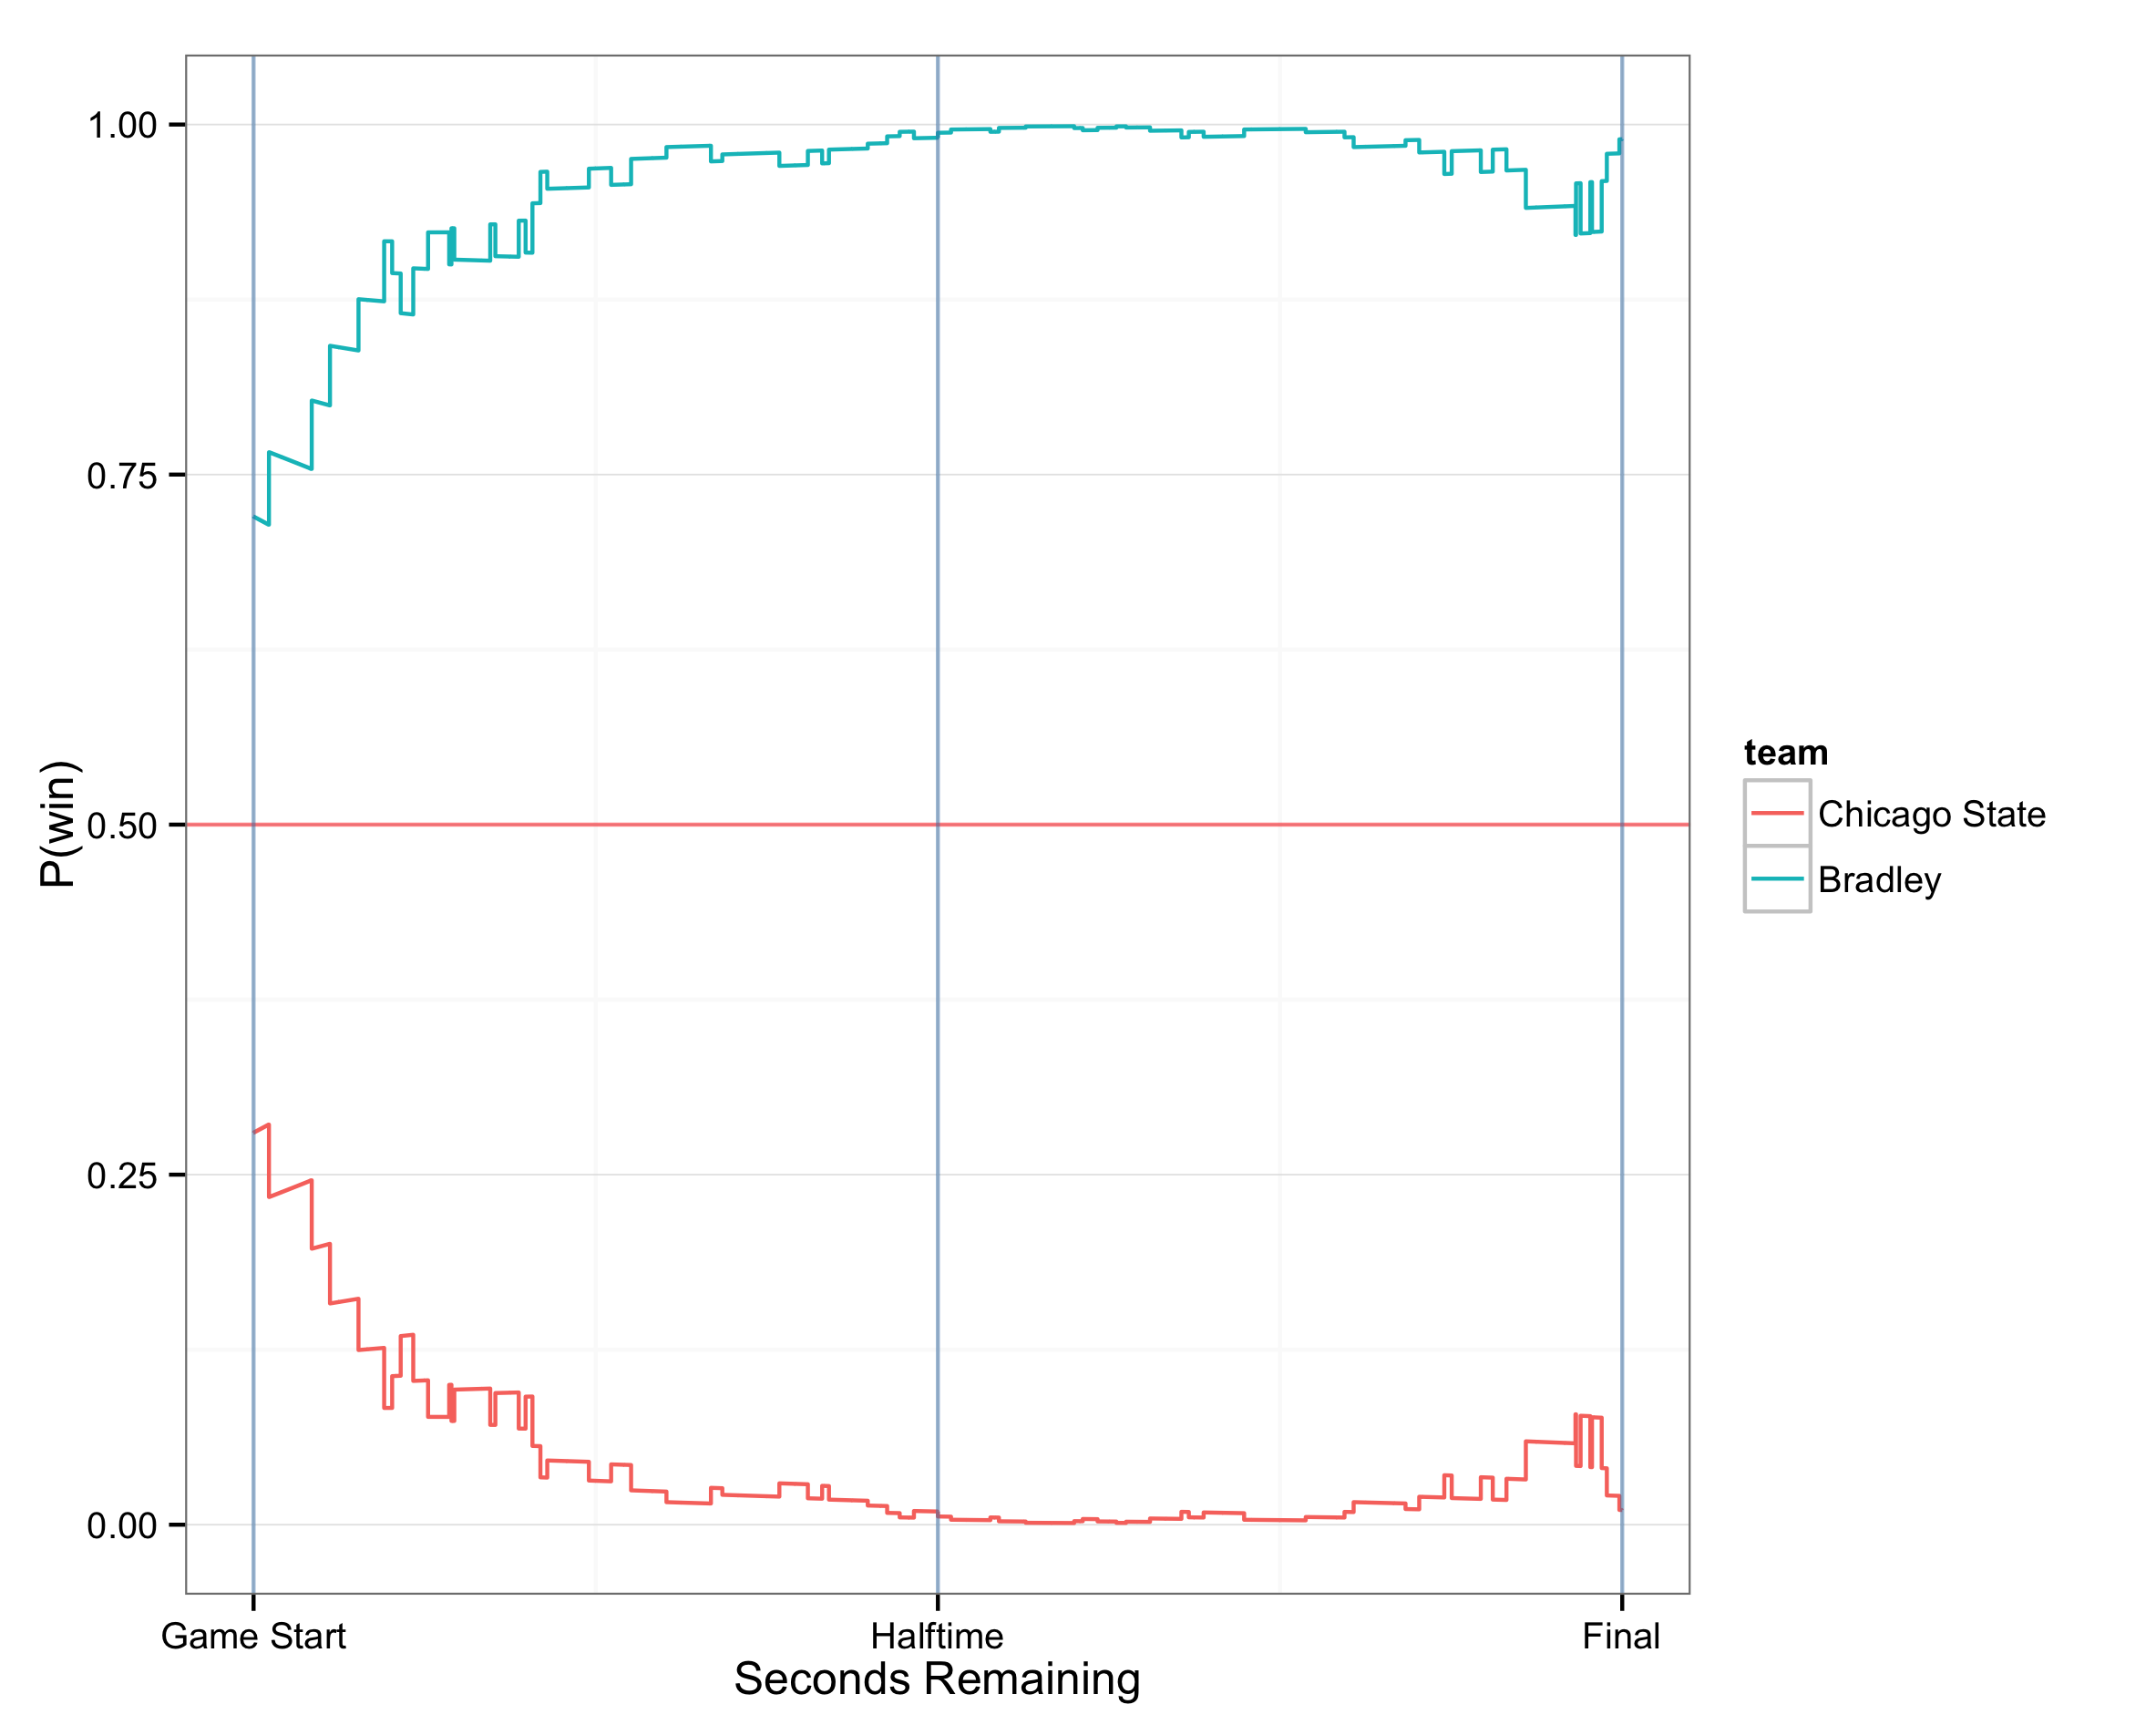 1.00
0.75
0.50
0.25
0.00
P(win)
Game Start
Halftime
Final
Seconds Remaining
team
Chicago State
Bradley